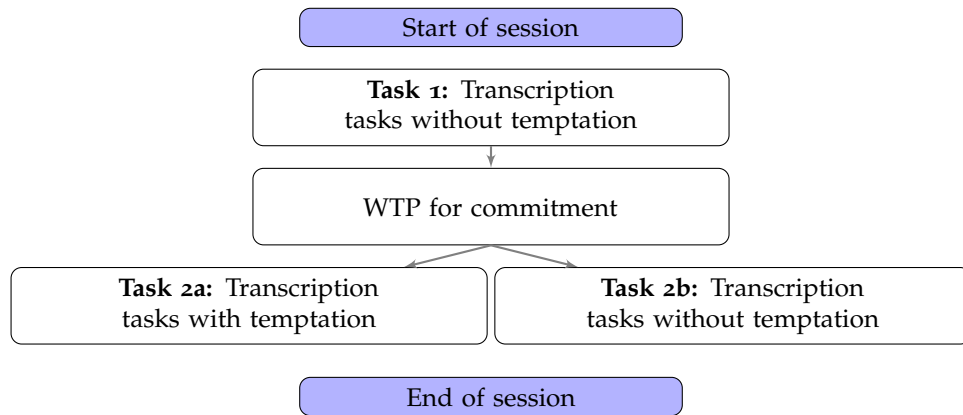 Start of session
Task 1: Transcription
tasks without temptation
WTP for commitment
Task 2a: Transcription
tasks with temptation
Task 2b: Transcription
tasks without temptation
End of session